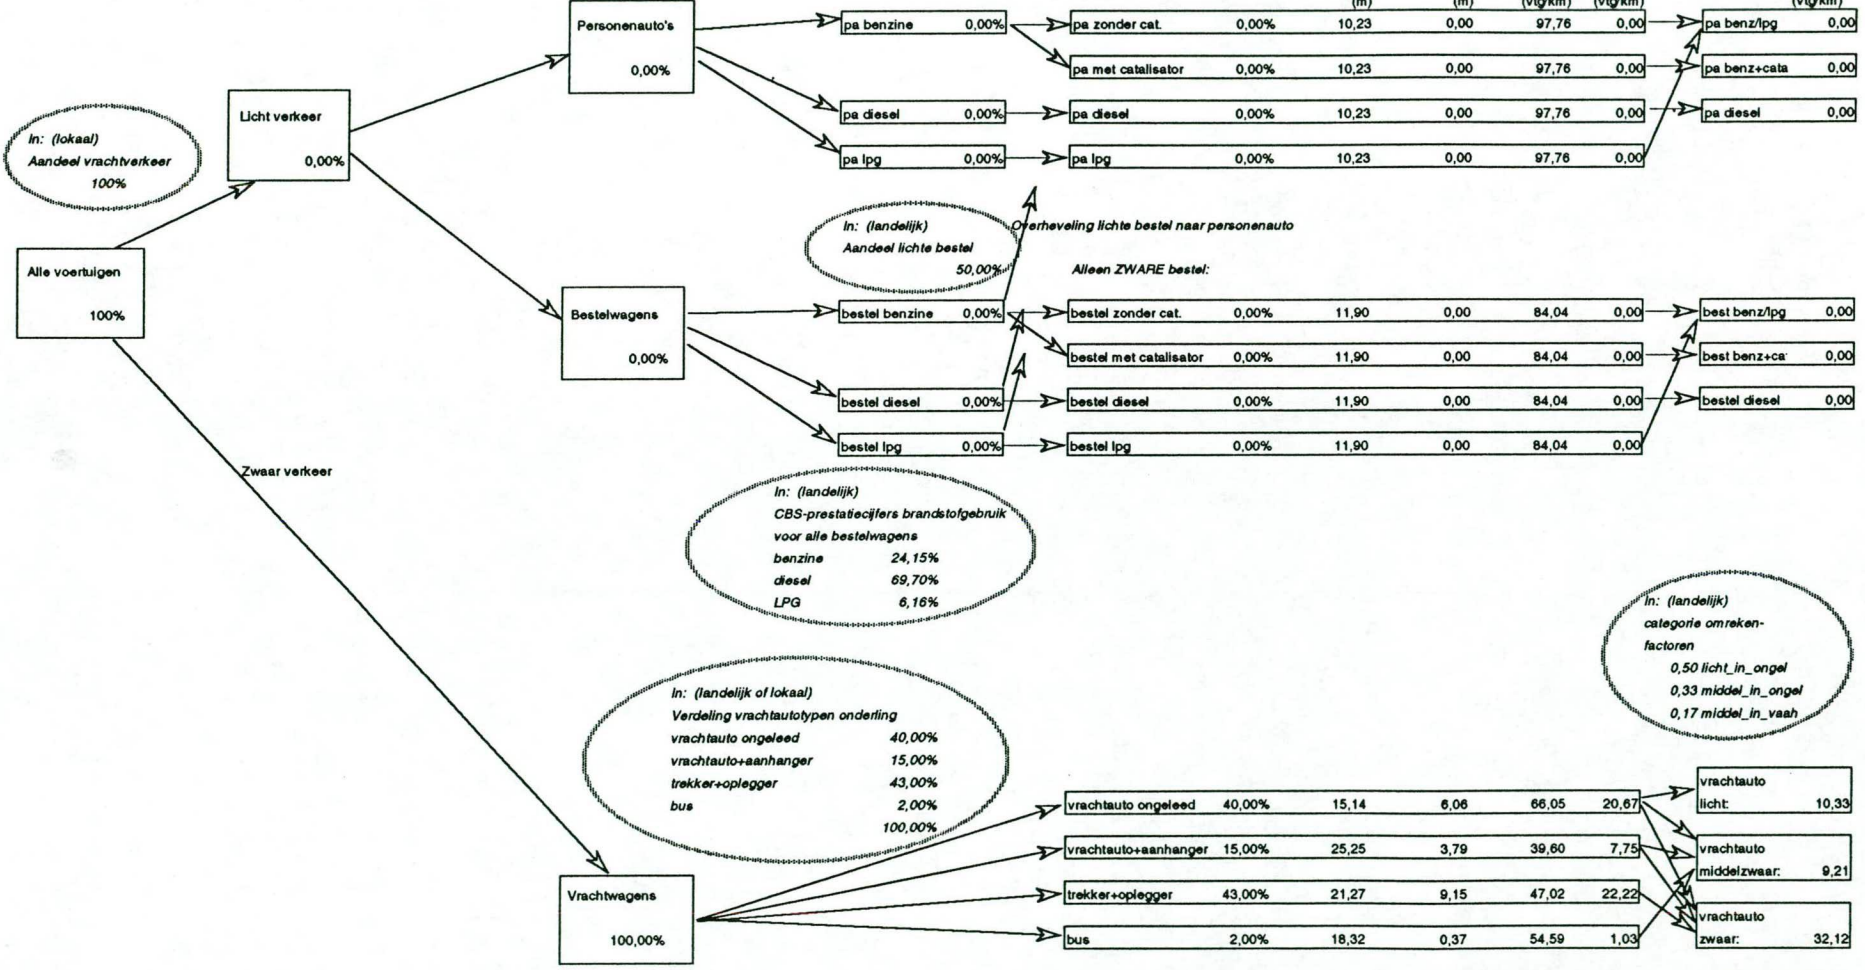 (m) (m) (vtg/km) (vtg/km) (vtg/km)
Personenauto's
0,00%
pa benzine 0,00%
pa zonder cat. 0,00% 10,23 0,00 97,76 0,00
pa benz/lpg 0,00
pa met catalisator 0,00% 10,23 0,00 97,76 0,00
pa benz+cata 0,00
pa diesel 0,00%
pa diesel 0,00% 10,23 0,00 97,76 0,00
pa diesel 0,00
pa lpg 0,00%
pa lpg 0,00% 10,23 0,00 97,76 0,00
Licht verkeer
0,00%
In: (lokaal)
Aandeel vrachtverkeer
100%
Alle voertuigen
100%
In: (landelijk)
Aandeel lichte bestel
50,00%
Overheveling lichte bestel naar personenauto
Alleen ZWARE bestel:
Bestelwagens
0,00%
bestel benzine 0,00%
bestel zonder cat. 0,00% 11,90 0,00 84,04 0,00
best benz/lpg 0,00
bestel met catalisator 0,00% 11,90 0,00 84,04 0,00
best benz+ca 0,00
bestel diesel 0,00%
bestel diesel 0,00% 11,90 0,00 84,04 0,00
bestel diesel 0,00
bestel lpg 0,00%
bestel lpg 0,00% 11,90 0,00 84,04 0,00
Zwaar verkeer
In: (landelijk)
CBS-prestatiecijfers brandstofgebruik
voor alle bestelwagens
benzine 24,15%
diesel 69,70%
LPG 6,16%
In: (landelijk)
categorie omreken-
factoren
0,50 licht_in_ongel
0,33 middel_in_ongel
0,17 middel_in_vaah
In: (landelijk of lokaal)
Verdeling vrachtautotypen onderling
vrachtauto ongeleed 40,00%
vrachtauto+aanhanger 15,00%
trekker+oplegger 43,00%
bus 2,00%
100,00%
Vrachtwagens
100,00%
vrachtauto ongeleed 40,00% 15,14 6,06 66,05 20,67
vrachtauto+aanhanger 15,00% 25,25 3,79 39,60 7,75
trekker+oplegger 43,00% 21,27 9,15 47,02 22,22
bus 2,00% 18,32 0,37 54,59 1,03
vrachtauto
licht: 10,33
vrachtauto
middelzwaar: 9,21
vrachtauto
zwaar: 32,12